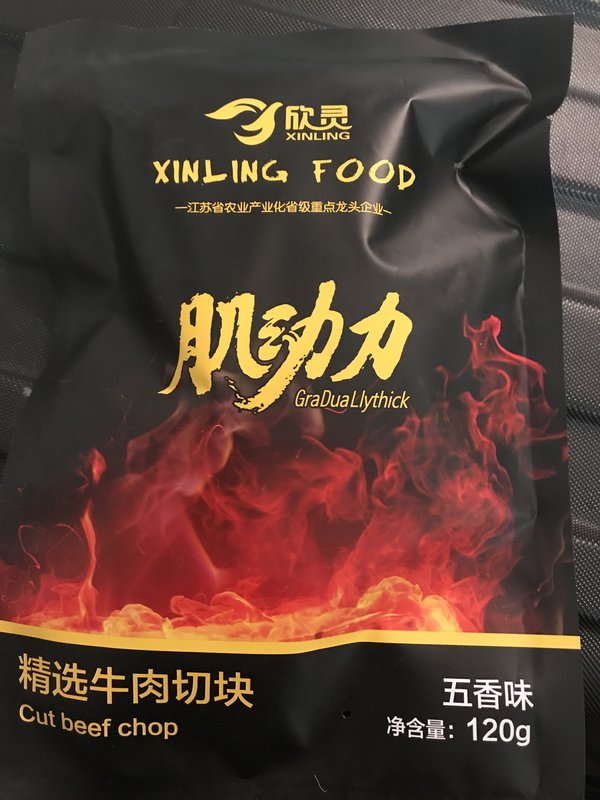 欣灵
XINLING
XINLING FOOD
—江苏省农业产业化省级重点龙头企业—
肌动力
GraDuaLlythick
精选牛肉切块
Cut beef chop
五香味
净含量：120g